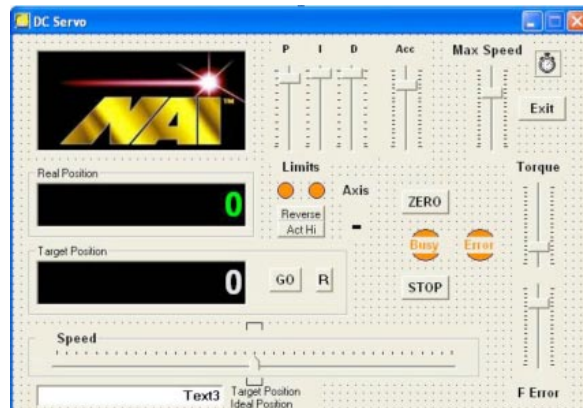 DC Servo
P I D Acc Max Speed
NAI™
Exit
Limits
Torque
Real Position
0
Axis
ZERO
Reverse
Act Hi
-
Busy Error
Target Position
0
GO R
STOP
Speed
Text3
Target Position
Ideal Position
F Error